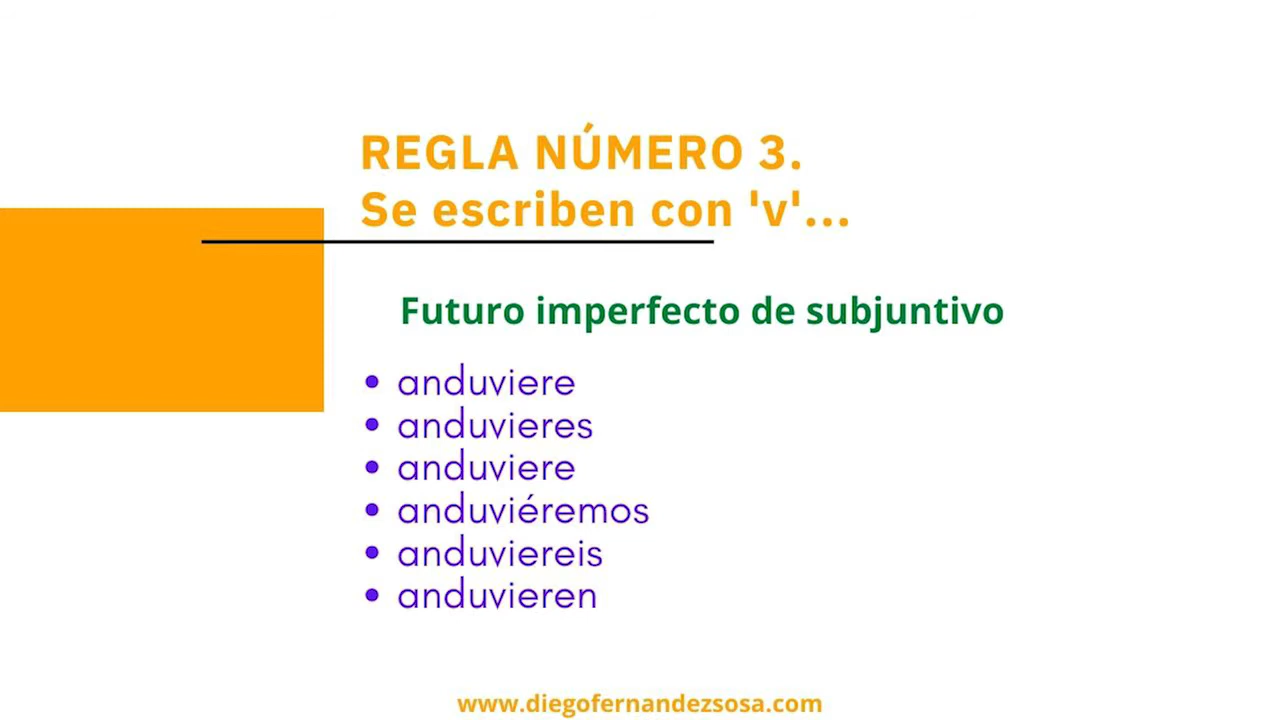 REGLA NÚMERO 3.
Se escriben con 'v'...
Futuro imperfecto de subjuntivo
• anduviere
• anduvieres
• anduviere
• anduviéremos
• anduviereis
• anduvieren
www.diegofernandezsosa.com